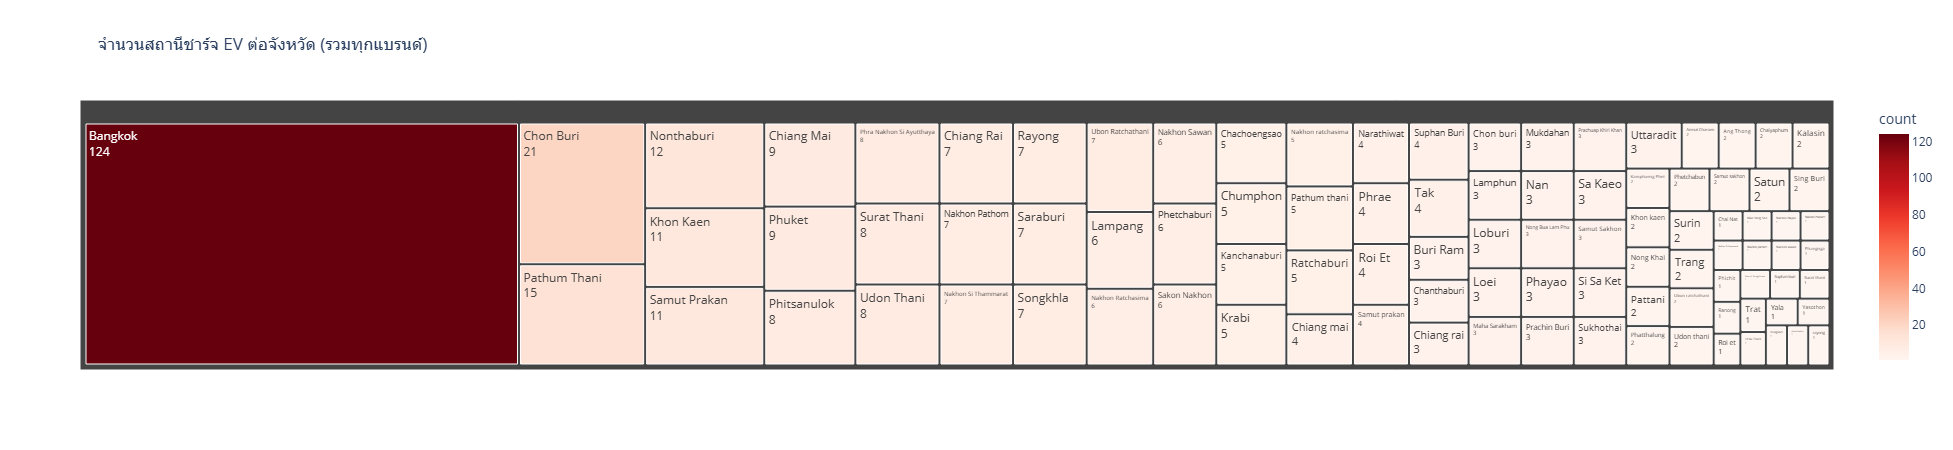 จำนวนสถานีชาร์จ EV ต่อจังหวัด (รวมทุกแบรนด์)
Bangkok
124
Chon Buri
21
Pathum Thani
15
Nonthaburi
12
Khon Kaen
11
Samut Prakan
11
Chiang Mai
9
Phuket
9
Phitsanulok
8
Phra Nakhon Si Ayutthaya
8
Surat Thani
8
Udon Thani
8
Chiang Rai
7
Nakhon Pathom
7
Nakhon Si Thammarat
7
Rayong
7
Saraburi
7
Songkhla
7
Ubon Ratchathani
7
Lampang
6
Nakhon Ratchasima
6
Nakhon Sawan
6
Phetchaburi
6
Sakon Nakhon
6
Chachoengsao
5
Chumphon
5
Kanchanaburi
5
Krabi
5
Nakhon ratchasima
5
Pathum thani
5
Ratchaburi
5
Chiang mai
4
Narathiwat
4
Phrae
4
Roi Et
4
Samut prakan
4
Suphan Buri
4
Tak
4
Buri Ram
3
Chanthaburi
3
Chiang rai
3
Chon buri
3
Lamphun
3
Loburi
3
Loei
3
Maha Sarakham
3
Mukdahan
3
Nan
3
Nong Bua Lam Phu
3
Phayao
3
Prachin Buri
3
Prachuap Khiri Khan
3
Sa Kaeo
3
Samut Sakhon
3
Si Sa Ket
3
Sukhothai
3
Uttaradit
3
Ang Thong
2
Chaiyaphum
2
Kalasin
2
Kamphaeng Phet
2
Khon kaen
2
Nong Khai
2
Pattani
2
Phatthalung
2
Phetchabun
2
Samut sakhon
2
Satun
2
Sing Buri
2
Surin
2
Trang
2
Ubon ratchathani
2
Udon thani
2
Chai Nat
1
Phichit
1
Ranong
1
Roi et
1
Trat
1
Yala
1
Yasothon
1
count
120
100
80
60
40
20